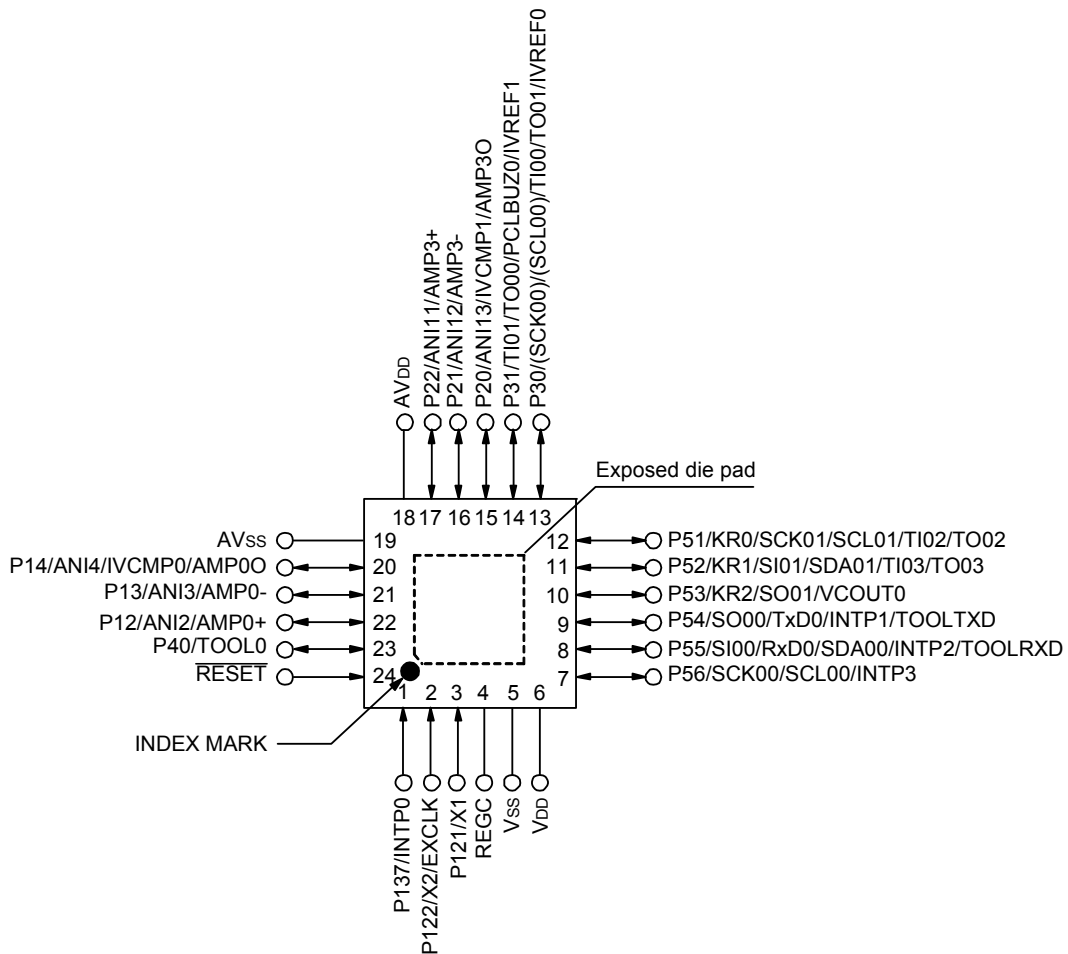 AVDD
P22/ANI11/AMP3+
P21/ANI12/AMP3-
P20/ANI13/IVCMP1/AMP3O
P31/TI01/TO00/PCLBUZ0/IVREF1
P30/(SCK00)/(SCL00)/TI00/TO01/IVREF0
Exposed die pad
18 17 16 15 14 13
AVSS 19
P14/ANI4/IVCMP0/AMP0O 20
P13/ANI3/AMP0- 21
P12/ANI2/AMP0+ 22
P40/TOOL0 23
RESET 24
12 P51/KR0/SCK01/SCL01/TI02/TO02
11 P52/KR1/SI01/SDA01/TI03/TO03
10 P53/KR2/SO01/VCOUT0
9 P54/SO00/TxD0/INTP1/TOOLTXD
8 P55/SI00/RxD0/SDA00/INTP2/TOOLRXD
7 P56/SCK00/SCL00/INTP3
1 2 3 4 5 6
INDEX MARK
P137/INTP0
P122/X2/EXCLK
P121/X1
REGC
VSS
VDD